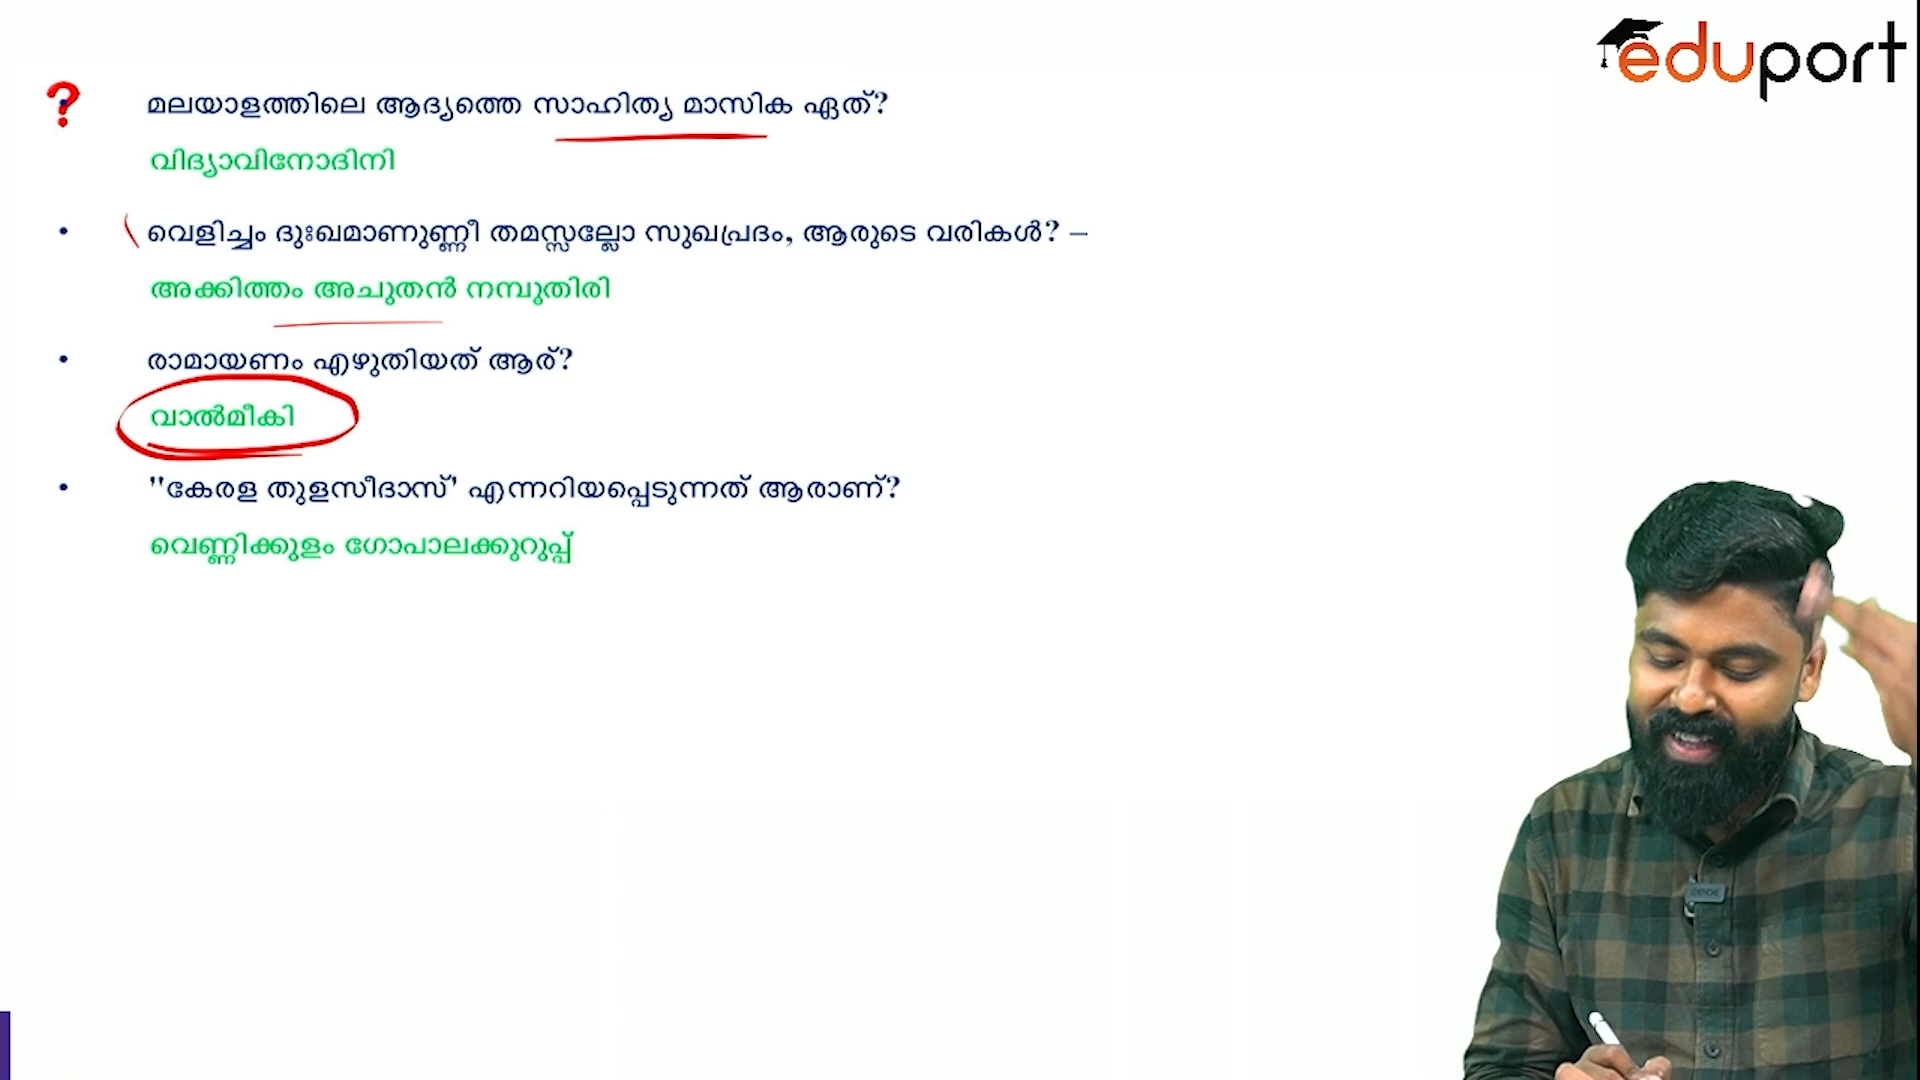 eduport
? മലയാളത്തിലെ ആദ്യത്തെ സാഹിത്യ മാസിക ഏത്?
വിദ്യാവിനോദിനി
• വെളിച്ചം ദുഃഖമാണുണ്ണീ തമസ്സല്ലോ സുഖപ്രദം, ആരുടെ വരികൾ? –
അക്കിത്തം അചുതൻ നമ്പൂതിരി
• രാമായണം എഴുതിയത് ആര്?
വാൽമീകി
• "കേരള തുളസീദാസ്' എന്നറിയപ്പെടുന്നത് ആരാണ്?
വെണ്ണിക്കുളം ഗോപാലക്കുറുപ്പ്